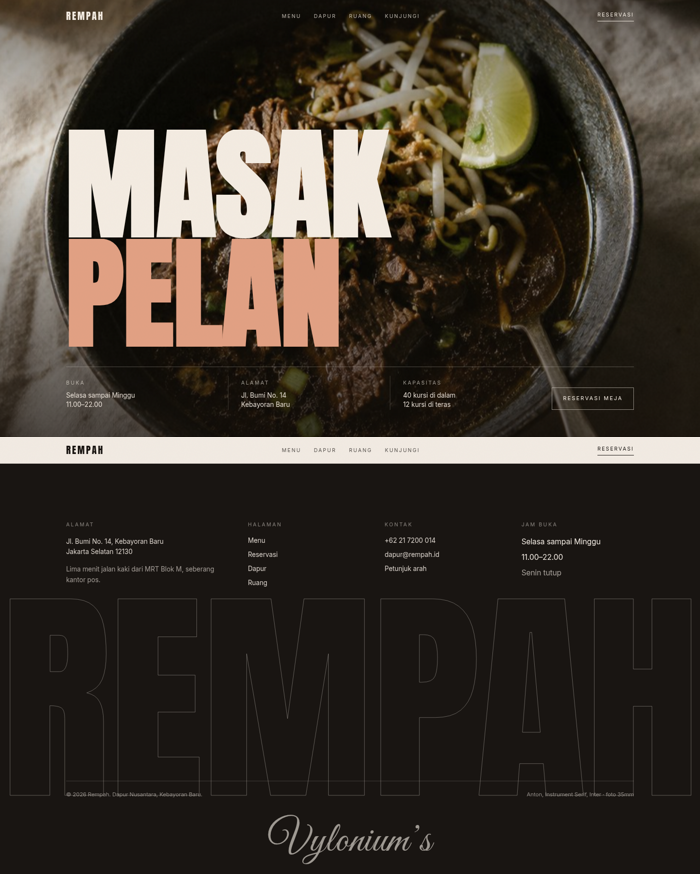 REMPAH
MENU DAPUR RUANG KUNJUNGI
RESERVASI
MASAK
PELAN
BUKA
Selasa sampai Minggu
11.00–22.00
ALAMAT
Jl. Bumi No. 14
Kebayoran Baru
KAPASITAS
40 kursi di dalam
12 kursi di teras
RESERVASI MEJA
REMPAH
MENU DAPUR RUANG KUNJUNGI
RESERVASI
ALAMAT
Jl. Bumi No. 14, Kebayoran Baru
Jakarta Selatan 12130
Lima menit jalan kaki dari MRT Blok M, seberang
kantor pos.
HALAMAN
Menu
Reservasi
Dapur
Ruang
KONTAK
+62 21 7200 014
dapur@rempah.id
Petunjuk arah
JAM BUKA
Selasa sampai Minggu
11.00–22.00
Senin tutup
REMPAH
© 2026 Rempah. Dapur Nusantara, Kebayoran Baru.
Anton, Instrument Serif, Inter · foto 35mm
Vylonium's